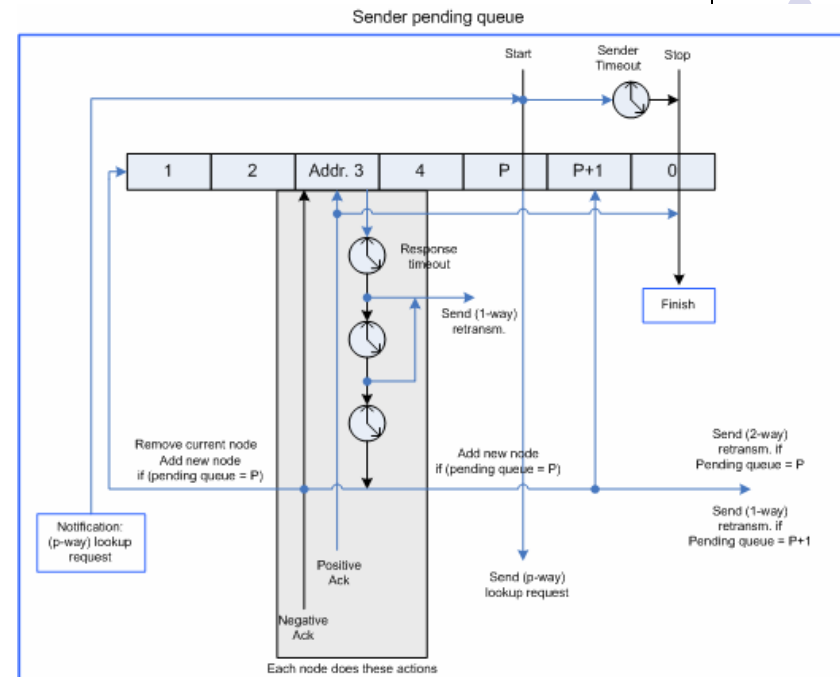 Sender pending queue
Start
Sender
Timeout
Stop
1
2
Addr. 3
4
P
P+1
0
Response
timeout
Send (1-way)
retransm.
Finish
Remove current node
Add new node
if (pending queue = P)
Add new node
if (pending queue = P)
Send (2-way)
retransm. if
Pending queue = P
Send (1-way)
retransm. if
Pending queue = P+1
Notification:
(p-way) lookup
request
Positive
Ack
Send (p-way)
lookup request
Negative
Ack
Each node does these actions